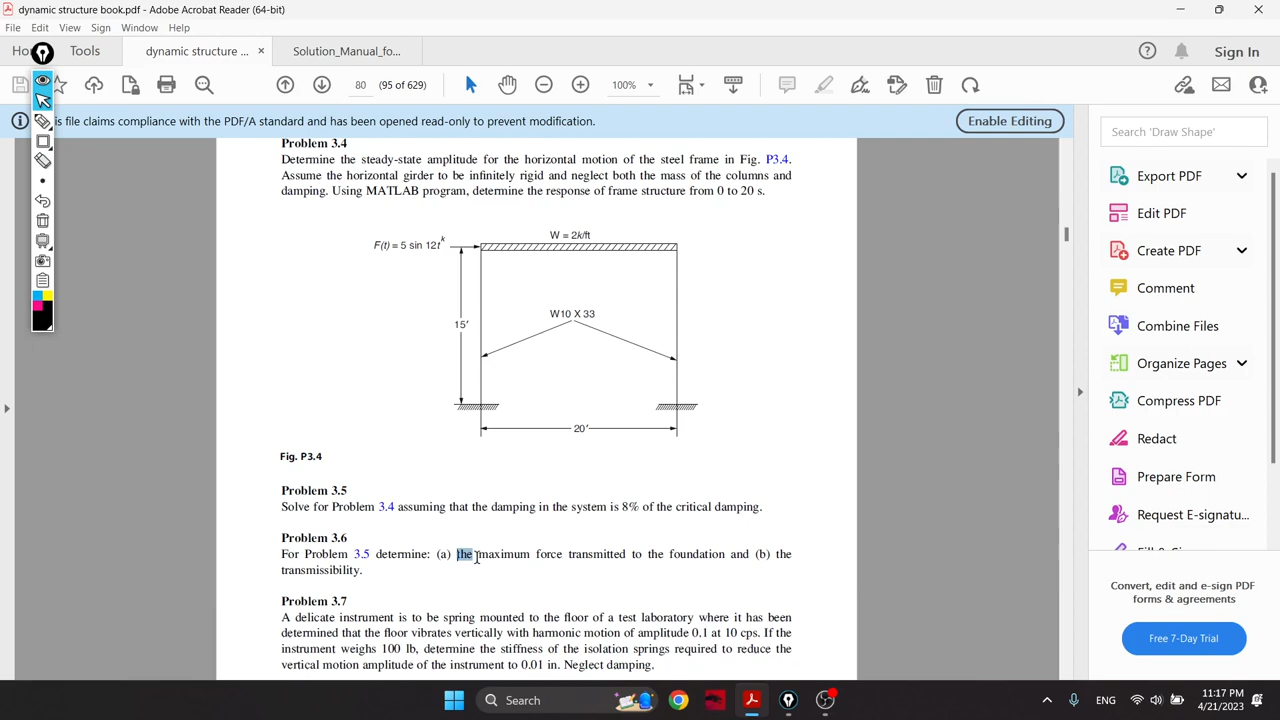 dynamic structure book.pdf - Adobe Acrobat Reader (64-bit)
File Edit View Sign Window Help
Tools
dynamic structure ...
Solution_Manual_fo...
Sign In
80 (95 of 629)
100%
is file claims compliance with the PDF/A standard and has been opened read-only to prevent modification.
Enable Editing
Search 'Draw Shape'
Export PDF
Edit PDF
Create PDF
Comment
Combine Files
Organize Pages
Compress PDF
Redact
Prepare Form
Request E-signatu...
Convert, edit and e-sign PDF
forms & agreements
Free 7-Day Trial
Problem 3.4
Determine the steady-state amplitude for the horizontal motion of the steel frame in Fig. P3.4.
Assume the horizontal girder to be infinitely rigid and neglect both the mass of the columns and
damping. Using MATLAB program, determine the response of frame structure from 0 to 20 s.
W = 2k/ft
F(t) = 5 sin 12t k
W10 X 33
15′
20′
Fig. P3.4
Problem 3.5
Solve for Problem 3.4 assuming that the damping in the system is 8% of the critical damping.
Problem 3.6
For Problem 3.5 determine: (a) the maximum force transmitted to the foundation and (b) the
transmissibility.
Problem 3.7
A delicate instrument is to be spring mounted to the floor of a test laboratory where it has been
determined that the floor vibrates vertically with harmonic motion of amplitude 0.1 at 10 cps. If the
instrument weighs 100 lb, determine the stiffness of the isolation springs required to reduce the
vertical motion amplitude of the instrument to 0.01 in. Neglect damping.
Search
ENG
11:17 PM
4/21/2023